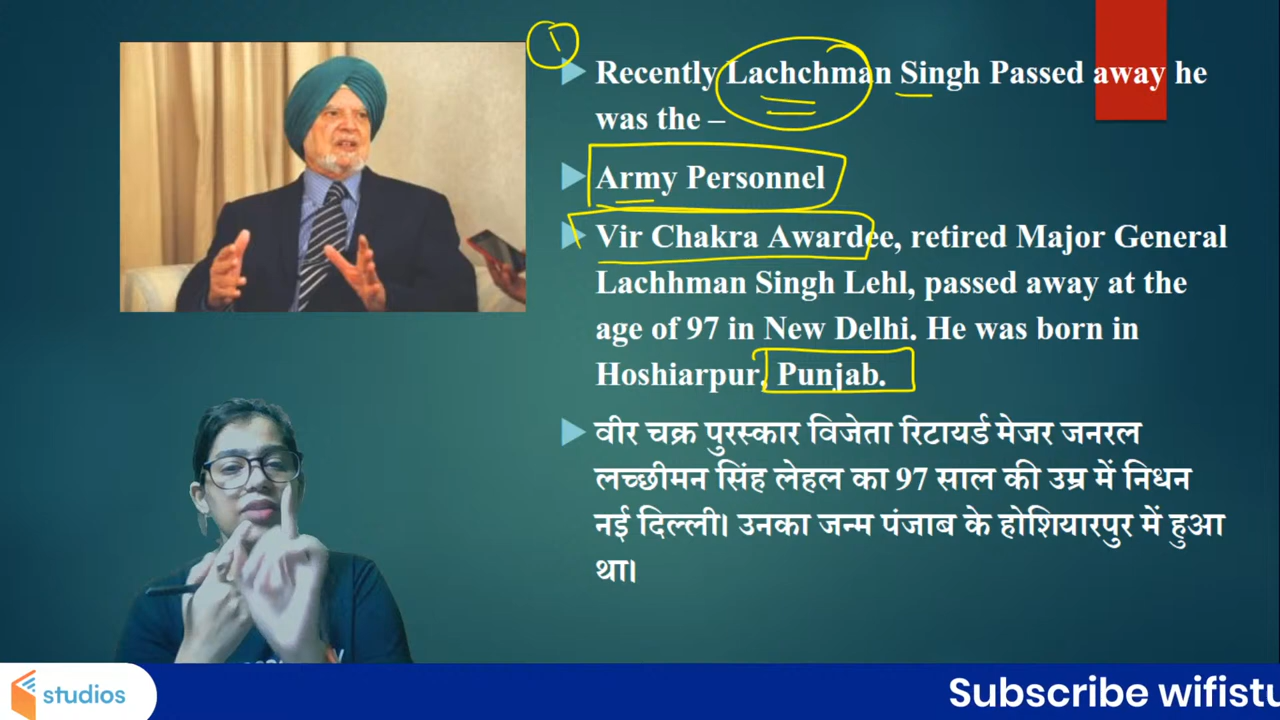 Recently Lachchman Singh Passed away he
was the –
Army Personnel
Vir Chakra Awardee, retired Major General
Lachhman Singh Lehl, passed away at the
age of 97 in New Delhi. He was born in
Hoshiarpur, Punjab.
वीर चक्र पुरस्कार विजेता रिटायर्ड मेजर जनरल
लच्छीमन सिंह लेहल का 97 साल की उम्र में निधन
नई दिल्ली। उनका जन्म पंजाब के होशियारपुर में हुआ
था।
studios
Subscribe wifistu